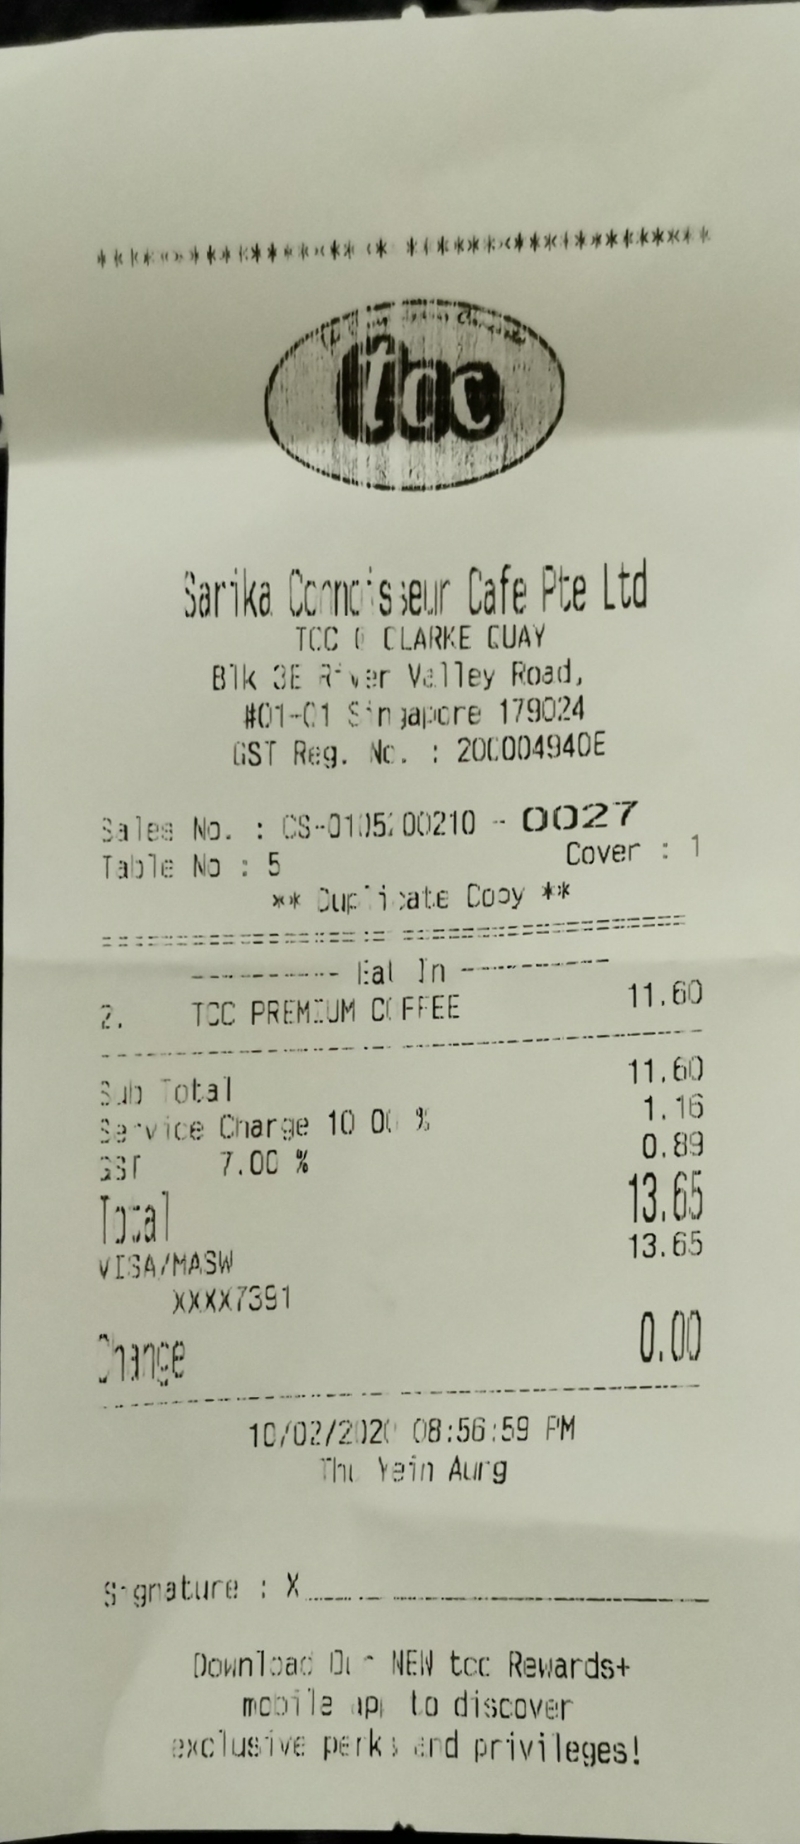 tcc
Sarika Connoisseur Cafe Pte Ltd
TCC @ CLARKE QUAY
Blk 3E River Valley Road,
#01-01 Singapore 179024
GST Reg. No. : 200004940E
Sales No. : CS-0105200210 - 0027
Table No : 5 Cover : 1
** Duplicate Copy **
---------- Eat In ----------
2. TCC PREMIUM COFFEE 11.60
Sub Total 11.60
Service Charge 10.00 % 1.16
GST 7.00 % 0.89
Total 13.65
VISA/MASW 13.65
XXXX7391
Change 0.00
10/02/2020 08:56:59 PM
Yein Aung
Signature : X
Download Our NEW tcc Rewards+
mobile app to discover
exclusive perks and privileges!